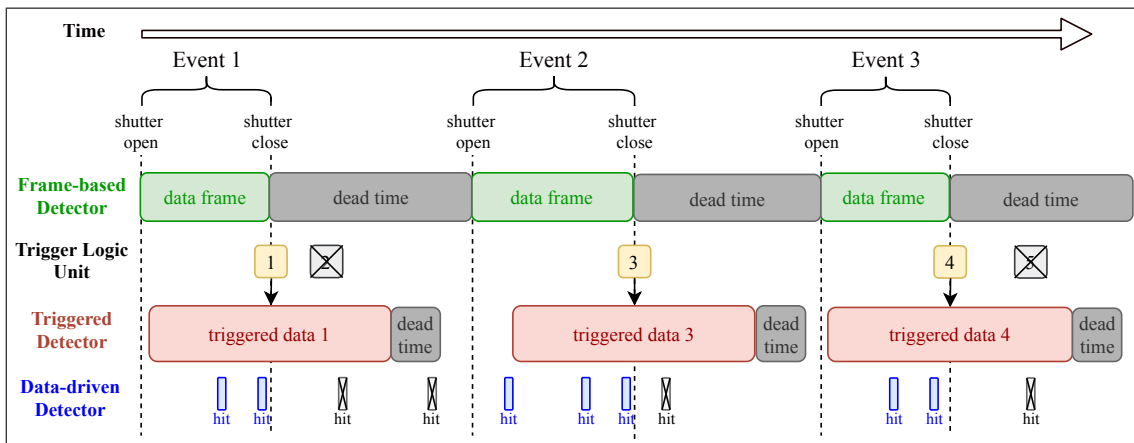 Time
Event 1
Event 2
Event 3
shutter
open
shutter
close
shutter
open
shutter
close
shutter
open
shutter
close
Frame-based
Detector
data frame
dead time
data frame
dead time
data frame
dead time
Trigger Logic
Unit
1
2
3
4
5
Triggered
Detector
triggered data 1
dead
time
triggered data 3
dead
time
triggered data 4
dead
time
Data-driven
Detector
hit
hit
hit
hit
hit
hit
hit
hit
hit
hit
hit